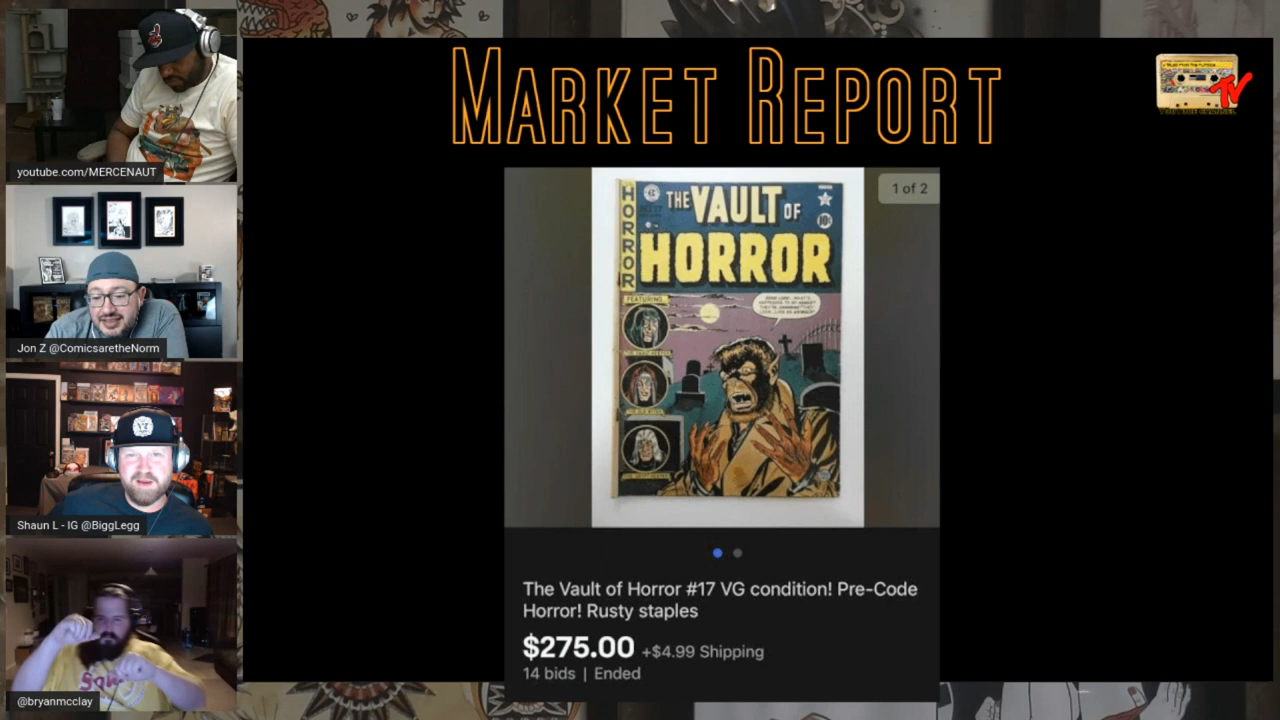 MARKET REPORT
TV
youtube.com/MERCENAUT
Jon Z @ComicsaretheNorm
Shaun L - IG @BiggLegg
@bryanmcclay
1 of 2
HORROR
THE VAULT OF
HORROR
10¢
FEATURING...
The Vault of Horror #17 VG condition! Pre-Code
Horror! Rusty staples
$275.00 +$4.99 Shipping
14 bids | Ended